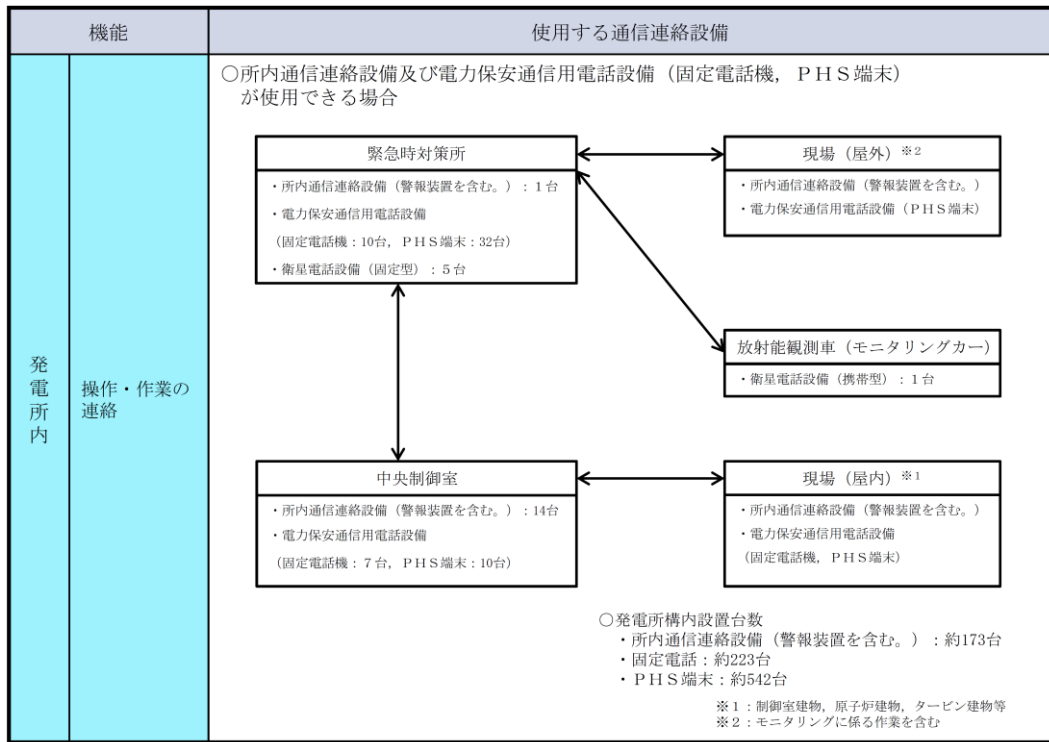 機能
使用する通信連絡設備
発電所内
操作・作業の
連絡
○所内通信連絡設備及び電力保安通信用電話設備（固定電話機，ＰＨＳ端末）
が使用できる場合
緊急時対策所
・所内通信連絡設備（警報装置を含む。）：１台
・電力保安通信用電話設備
（固定電話機：10台，ＰＨＳ端末：32台）
・衛星電話設備（固定型）：５台
現場（屋外）※２
・所内通信連絡設備（警報装置を含む。）
・電力保安通信用電話設備（ＰＨＳ端末）
放射能観測車（モニタリングカー）
・衛星電話設備（携帯型）：１台
中央制御室
・所内通信連絡設備（警報装置を含む。）：14台
・電力保安通信用電話設備
（固定電話機：７台，ＰＨＳ端末：10台）
現場（屋内）※１
・所内通信連絡設備（警報装置を含む。）
・電力保安通信用電話設備
（固定電話機，ＰＨＳ端末）
○発電所構内設置台数
・所内通信連絡設備（警報装置を含む。）：約173台
・固定電話：約223台
・ＰＨＳ端末：約542台
※１：制御室建物，原子炉建物，タービン建物等
※２：モニタリングに係る作業を含む